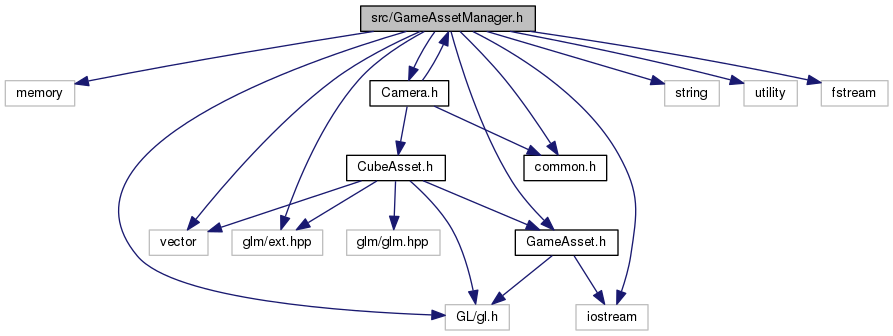 src/GameAssetManager.h
memory
Camera.h
string
utility
fstream
CubeAsset.h
common.h
vector
glm/ext.hpp
glm/glm.hpp
GameAsset.h
GL/gl.h
iostream